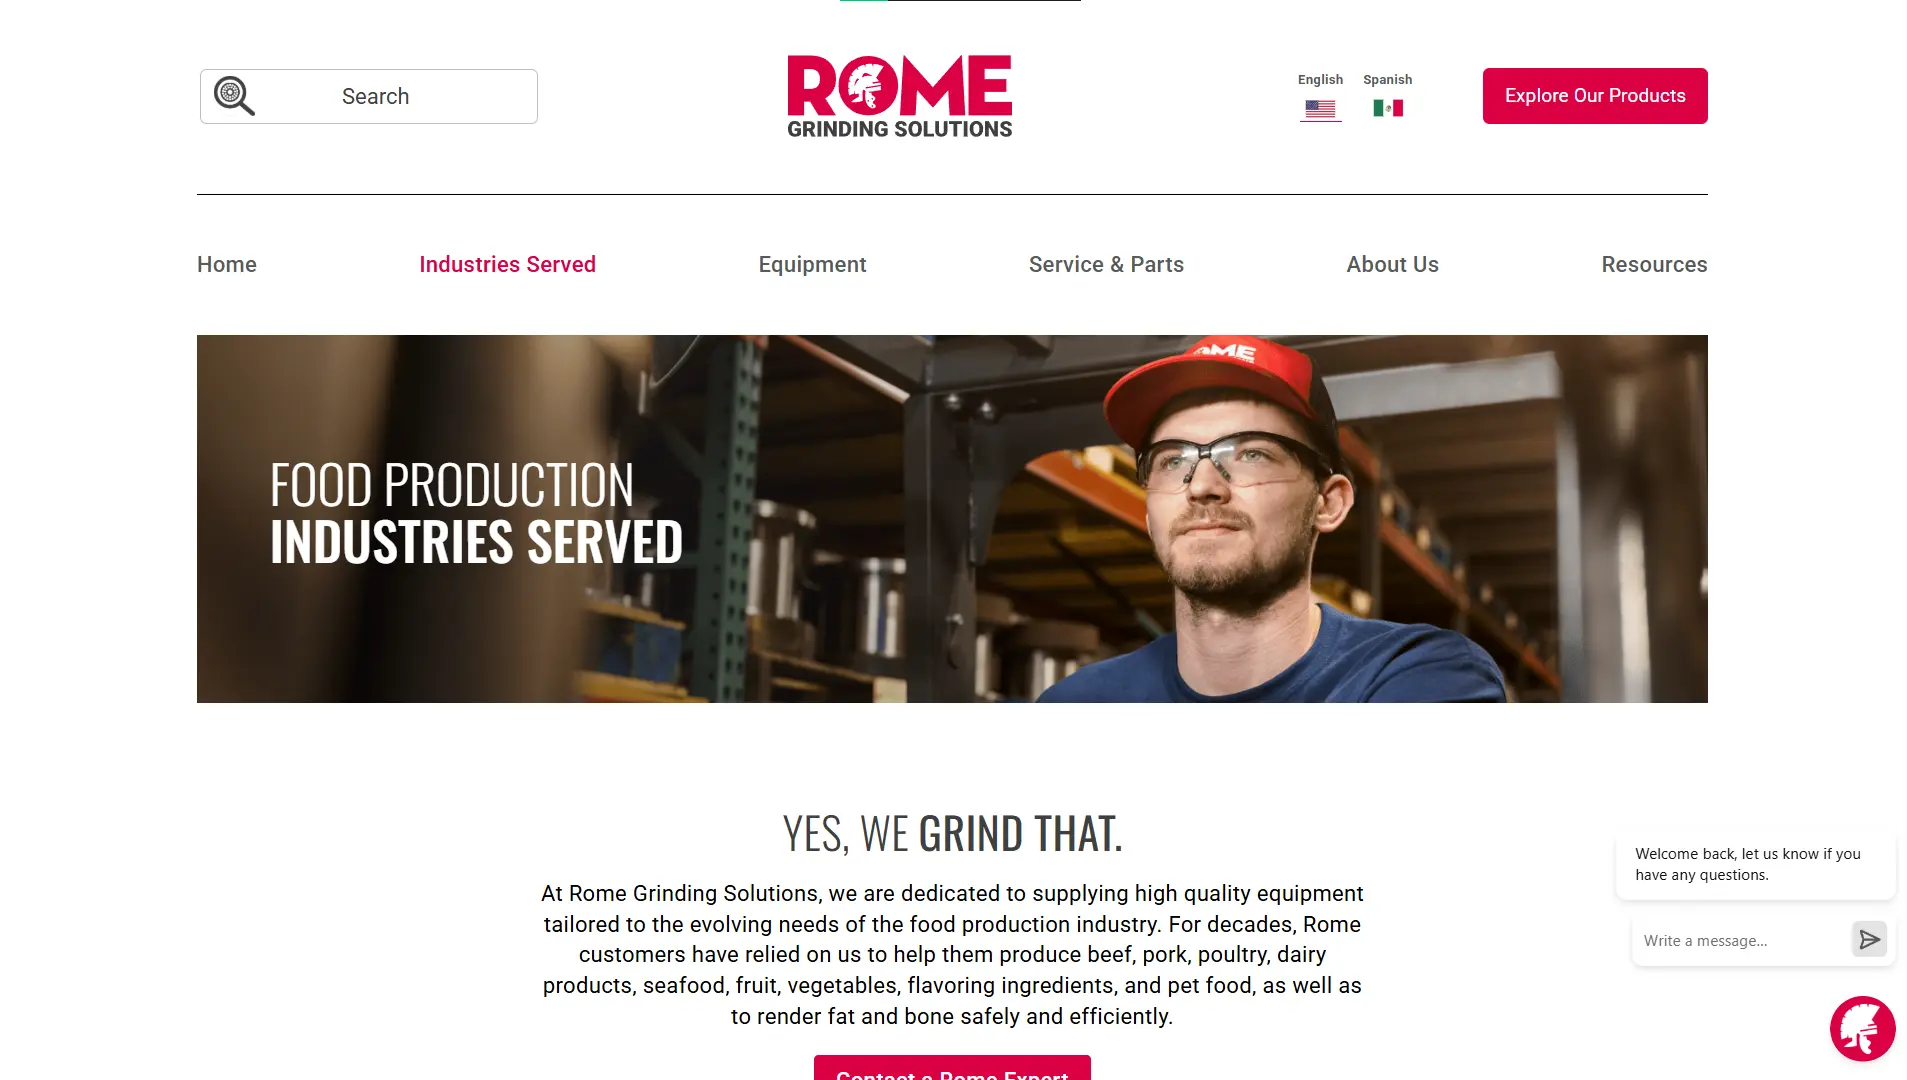 Search
ROME
GRINDING SOLUTIONS
English
Spanish
Explore Our Products
Home
Industries Served
Equipment
Service & Parts
About Us
Resources
FOOD PRODUCTION
INDUSTRIES SERVED
YES, WE GRIND THAT.
At Rome Grinding Solutions, we are dedicated to supplying high quality equipment
tailored to the evolving needs of the food production industry. For decades, Rome
customers have relied on us to help them produce beef, pork, poultry, dairy
products, seafood, fruit, vegetables, flavoring ingredients, and pet food, as well as
to render fat and bone safely and efficiently.
Contact a Rome Expert
Welcome back, let us know if you
have any questions.
Write a message...